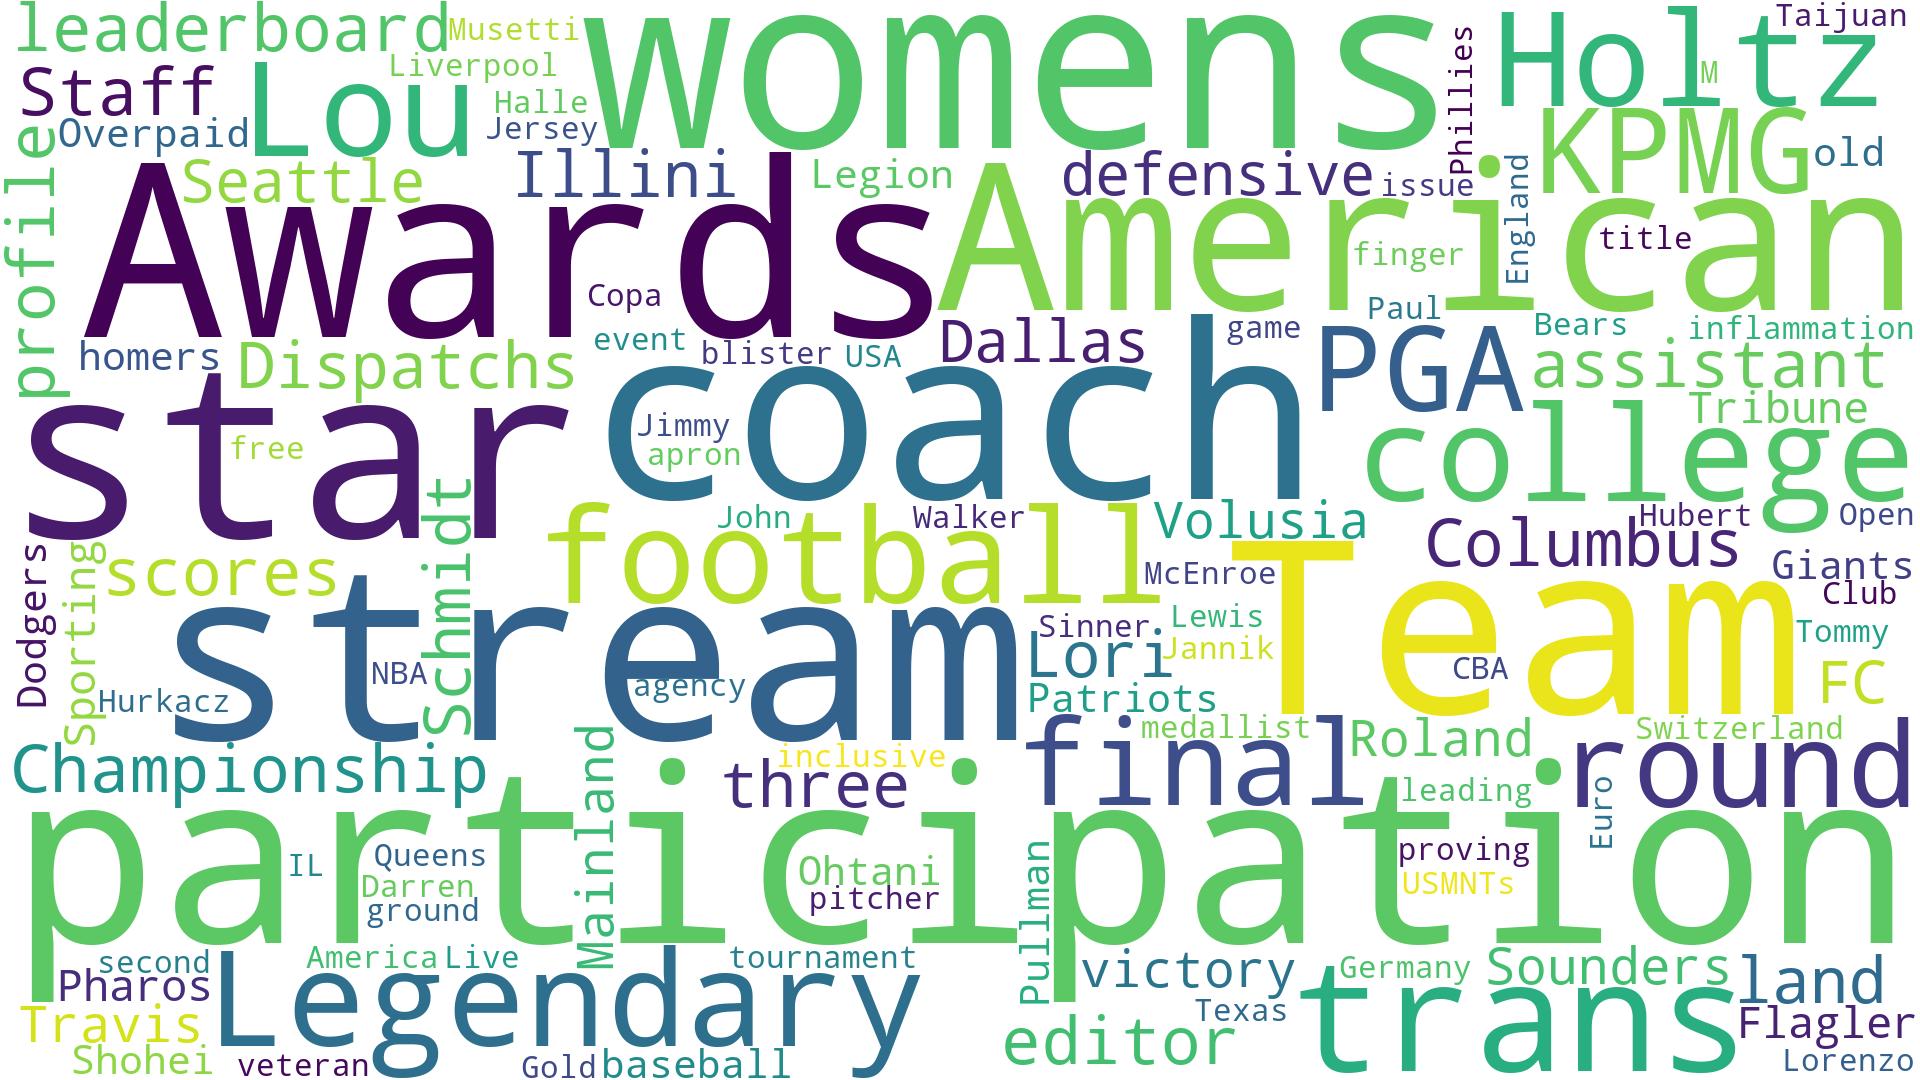 leaderboard
Musetti
womens
Holtz
Taijuan
Staff
Lou
Liverpool
Halle
Jersey
Phillies
M
Overpaid
KPMG
old
profile
Seattle
Illini
Legion
defensive
issue
England
Awards
American
finger
title
Copa
Paul
homers
Dispatchs
event
blister
USA
Dallas
game
PGA
Bears
inflammation
assistant
star
coach
free
Jimmy
apron
Tribune
college
Schmidt
football
John
Walker
Volusia
Columbus
Hubert
Open
Dodgers
Sporting
scores
McEnroe
Team
Giants
Club
stream
Sinner
Lewis
Lori
Jannik
Tommy
NBA
agency
CBA
FC
Hurkacz
Patriots
medallist
final
Roland
Switzerland
round
Championship
Mainland
three
inclusive
leading
Euro
participation
IL
Queens
Darren
ground
Ohtani
pitcher
Pullman
proving
USMNTs
second
Pharos
America
Live
tournament
victory
Germany
Sounders
land
Travis
Legendary
Texas
trans
Flagler
Shohei
veteran
Gold
baseball
editor
Lorenzo